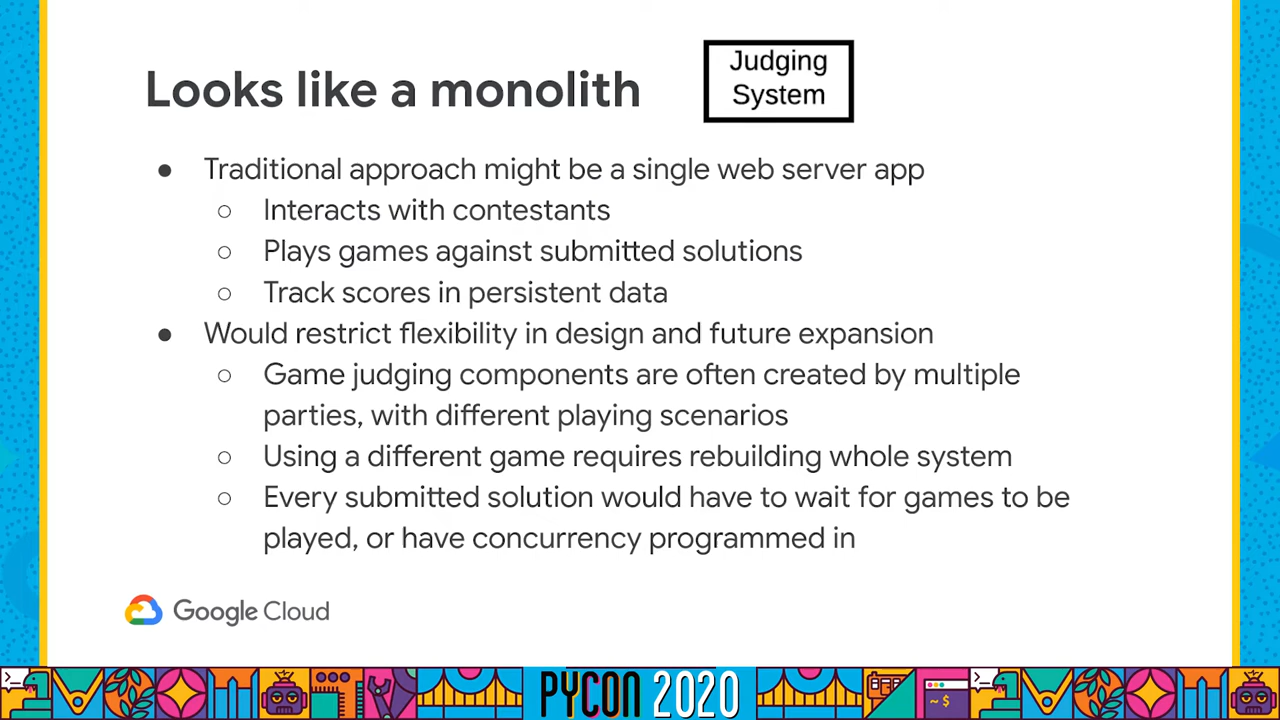 Looks like a monolith
Judging
System
● Traditional approach might be a single web server app
○ Interacts with contestants
○ Plays games against submitted solutions
○ Track scores in persistent data
● Would restrict flexibility in design and future expansion
○ Game judging components are often created by multiple
parties, with different playing scenarios
○ Using a different game requires rebuilding whole system
○ Every submitted solution would have to wait for games to be
played, or have concurrency programmed in
Google Cloud
PYCON 2020
~$